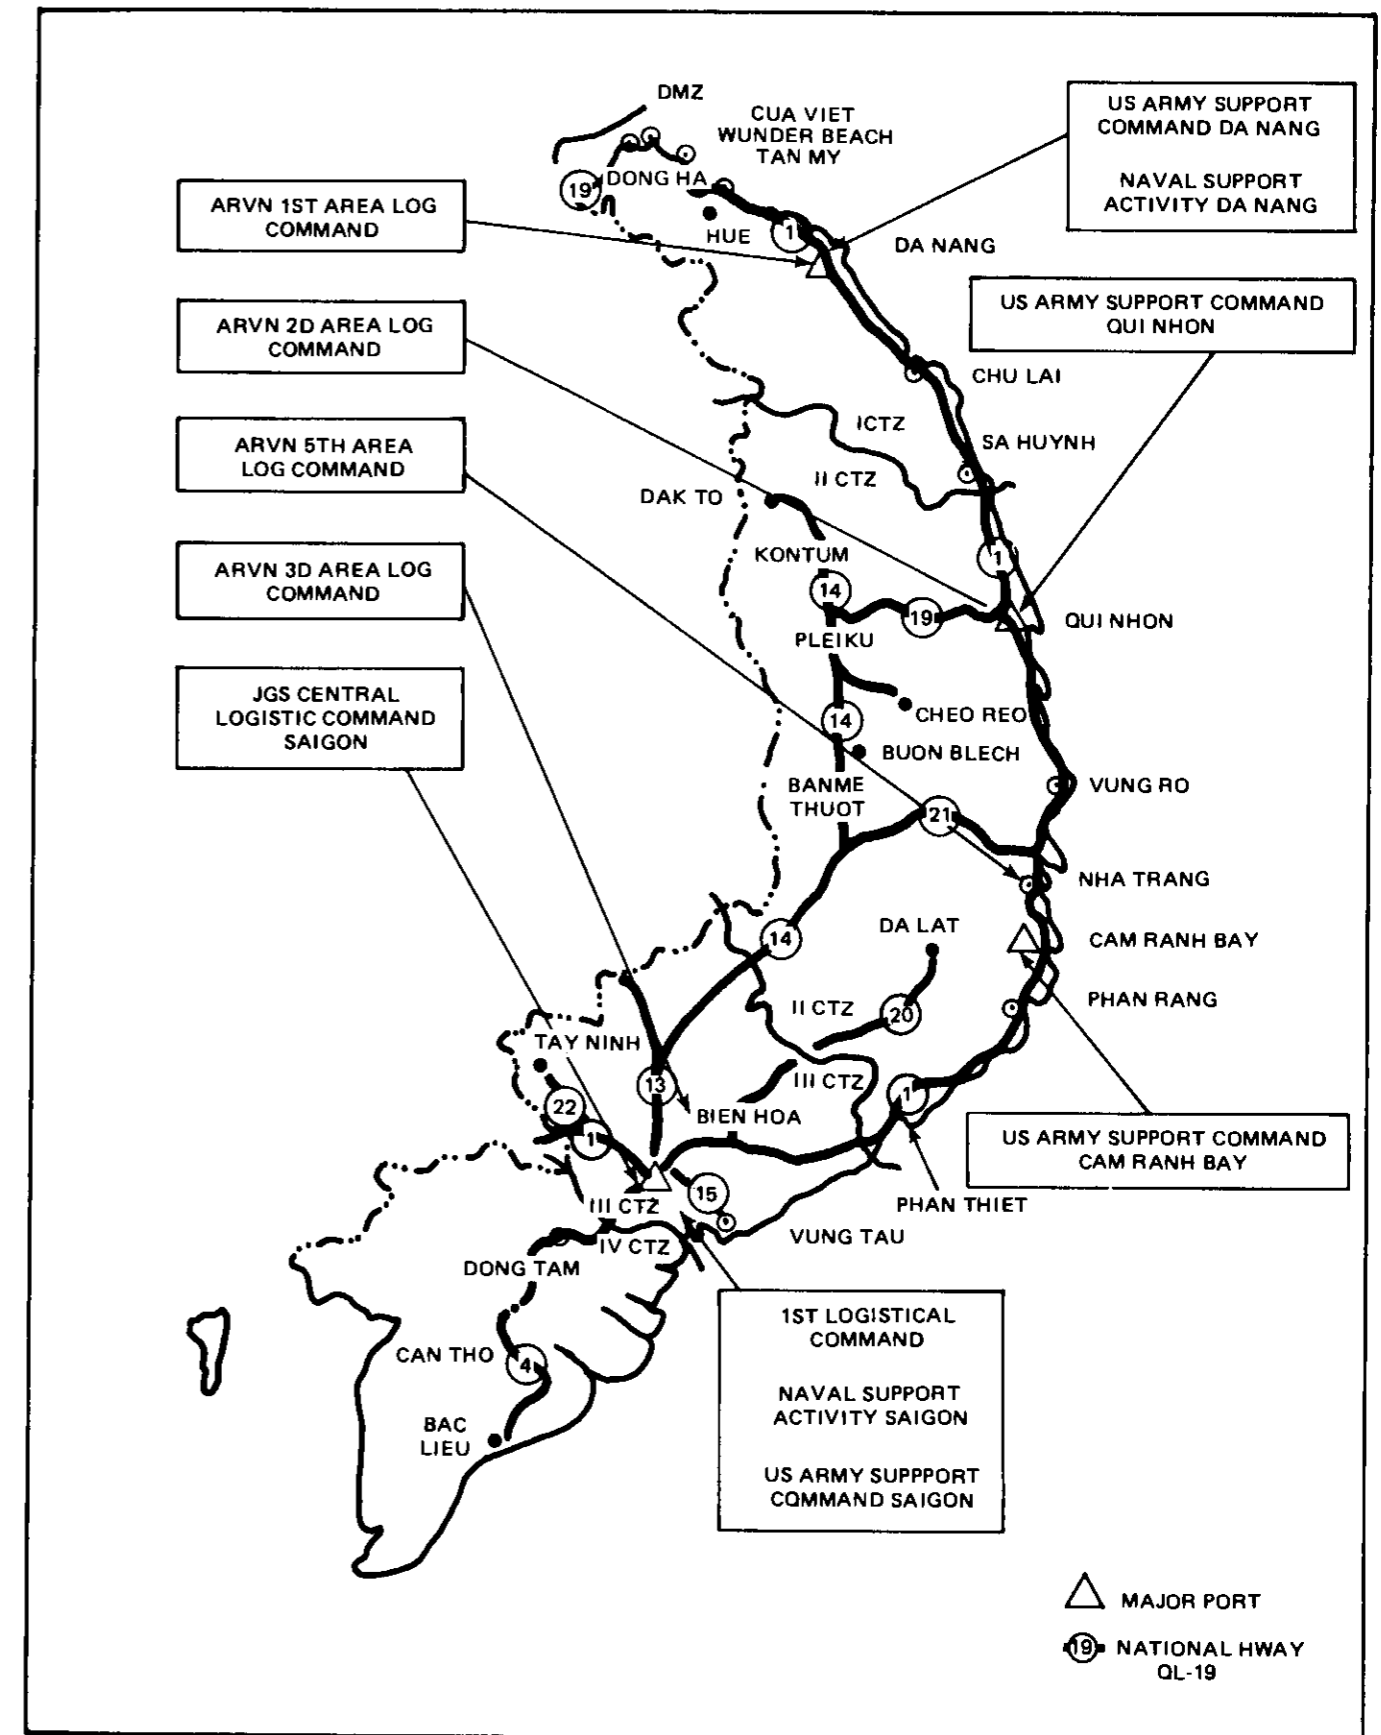 DMZ
CUA VIET
WUNDER BEACH
TAN MY
US ARMY SUPPORT
COMMAND DA NANG
NAVAL SUPPORT
ACTIVITY DA NANG
19
DONG HA
ARVN 1ST AREA LOG
COMMAND
HUE
1
DA NANG
US ARMY SUPPORT COMMAND
QUI NHON
ARVN 2D AREA LOG
COMMAND
CHU LAI
ICTZ
SA HUYNH
ARVN 5TH AREA
LOG COMMAND
II CTZ
DAK TO
KONTUM
1
ARVN 3D AREA LOG
COMMAND
14
19
QUI NHON
PLEIKU
JGS CENTRAL
LOGISTIC COMMAND
SAIGON
14
CHEO REO
BUON BLECH
BANME
THUOT
VUNG RO
21
NHA TRANG
14
DA LAT
CAM RANH BAY
PHAN RANG
II CTZ
20
TAY NINH
III CTZ
13
1
22
BIEN HOA
1
US ARMY SUPPORT COMMAND
CAM RANH BAY
15
III CTZ
PHAN THIET
IV CTZ
VUNG TAU
DONG TAM
1ST LOGISTICAL
COMMAND
NAVAL SUPPORT
ACTIVITY SAIGON
US ARMY SUPPPORT
COMMAND SAIGON
CAN THO
4
BAC
LIEU
MAJOR PORT
19
NATIONAL HWAY
QL-19